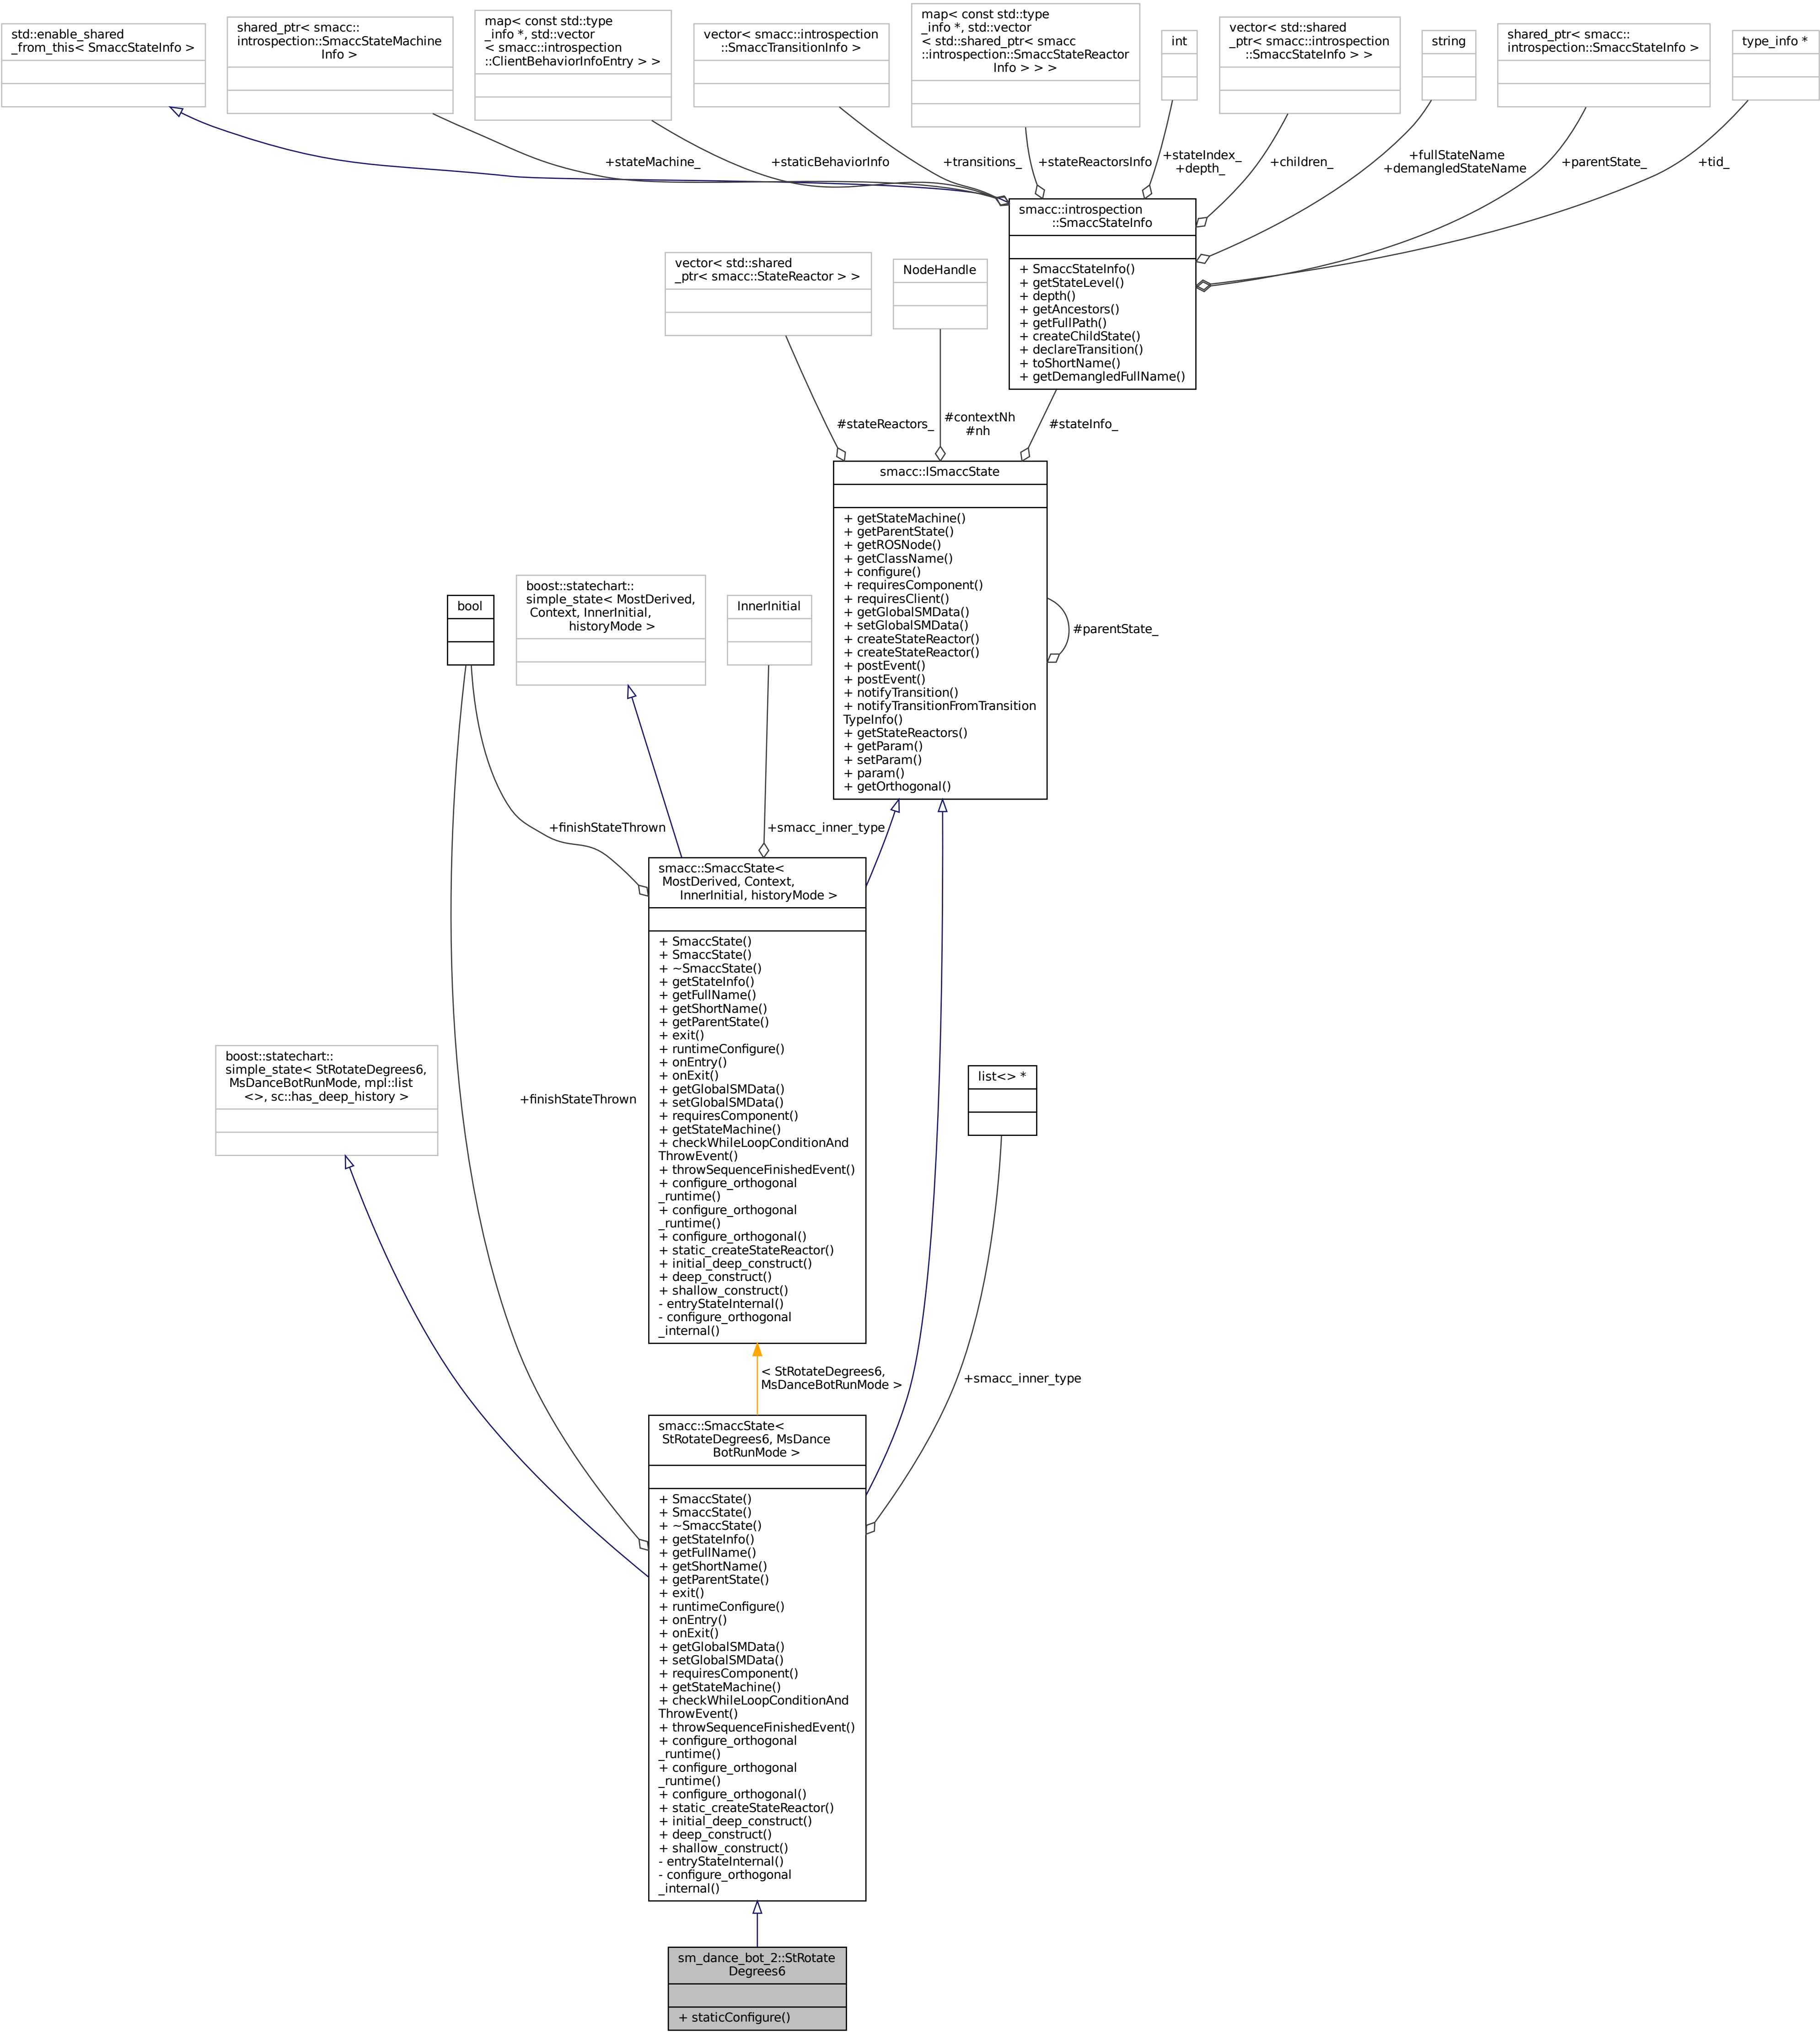 std::enable_shared
_from_this< SmaccStateInfo >
shared_ptr< smacc::
introspection::SmaccStateMachine
Info >
map< const std::type
_info *, std::vector
< smacc::introspection
::ClientBehaviorInfoEntry > >
vector< smacc::introspection
::SmaccTransitionInfo >
map< const std::type
_info *, std::vector
< std::shared_ptr< smacc
::introspection::SmaccStateReactor
Info > > >
int
vector< std::shared
_ptr< smacc::introspection
::SmaccStateInfo > >
string
shared_ptr< smacc::
introspection::SmaccStateInfo >
type_info *
+stateMachine_
+staticBehaviorInfo
+transitions_
+stateReactorsInfo
+stateIndex_
+depth_
+children_
+fullStateName
+demangledStateName
+parentState_
+tid_
smacc::introspection
::SmaccStateInfo
+ SmaccStateInfo()
+ getStateLevel()
+ depth()
+ getAncestors()
+ getFullPath()
+ createChildState()
+ declareTransition()
+ toShortName()
+ getDemangledFullName()
vector< std::shared
_ptr< smacc::StateReactor > >
NodeHandle
#stateReactors_
#contextNh
#nh
#stateInfo_
smacc::ISmaccState
+ getStateMachine()
+ getParentState()
+ getROSNode()
+ getClassName()
+ configure()
+ requiresComponent()
+ requiresClient()
+ getGlobalSMData()
+ setGlobalSMData()
+ createStateReactor()
+ createStateReactor()
+ postEvent()
+ postEvent()
+ notifyTransition()
+ notifyTransitionFromTransition
TypeInfo()
+ getStateReactors()
+ getParam()
+ setParam()
+ param()
+ getOrthogonal()
#parentState_
bool
boost::statechart::
simple_state< MostDerived,
Context, InnerInitial,
historyMode >
InnerInitial
+finishStateThrown
+smacc_inner_type
smacc::SmaccState<
MostDerived, Context,
InnerInitial, historyMode >
+ SmaccState()
+ SmaccState()
+ ~SmaccState()
+ getStateInfo()
+ getFullName()
+ getShortName()
+ getParentState()
+ exit()
+ runtimeConfigure()
+ onEntry()
+ onExit()
+ getGlobalSMData()
+ setGlobalSMData()
+ requiresComponent()
+ getStateMachine()
+ checkWhileLoopConditionAnd
ThrowEvent()
+ throwSequenceFinishedEvent()
+ configure_orthogonal
_runtime()
+ configure_orthogonal
_runtime()
+ configure_orthogonal()
+ static_createStateReactor()
+ initial_deep_construct()
+ deep_construct()
+ shallow_construct()
- entryStateInternal()
- configure_orthogonal
_internal()
boost::statechart::
simple_state< StRotateDegrees6,
MsDanceBotRunMode, mpl::list
<>, sc::has_deep_history >
+finishStateThrown
list<> *
< StRotateDegrees6,
MsDanceBotRunMode >
+smacc_inner_type
smacc::SmaccState<
StRotateDegrees6, MsDance
BotRunMode >
+ SmaccState()
+ SmaccState()
+ ~SmaccState()
+ getStateInfo()
+ getFullName()
+ getShortName()
+ getParentState()
+ exit()
+ runtimeConfigure()
+ onEntry()
+ onExit()
+ getGlobalSMData()
+ setGlobalSMData()
+ requiresComponent()
+ getStateMachine()
+ checkWhileLoopConditionAnd
ThrowEvent()
+ throwSequenceFinishedEvent()
+ configure_orthogonal
_runtime()
+ configure_orthogonal
_runtime()
+ configure_orthogonal()
+ static_createStateReactor()
+ initial_deep_construct()
+ deep_construct()
+ shallow_construct()
- entryStateInternal()
- configure_orthogonal
_internal()
sm_dance_bot_2::StRotate
Degrees6
+ staticConfigure()